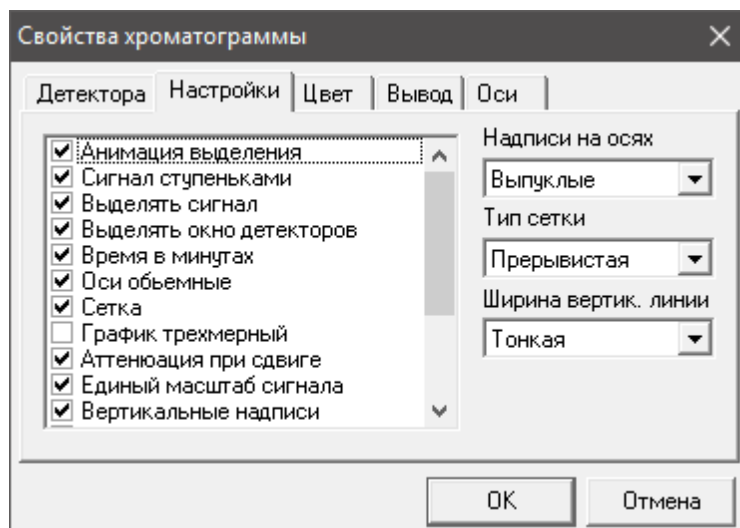 Свойства хроматограммы
Детектора Настройки Цвет Вывод Оси
Анимация выделения
Сигнал ступеньками
Выделять сигнал
Выделять окно детекторов
Время в минутах
Оси обьемные
Сетка
График трехмерный
Аттенюация при сдвиге
Единый масштаб сигнала
Вертикальные надписи
Надписи на осях
Выпуклые
Тип сетки
Прерывистая
Ширина вертик. линии
Тонкая
OK Отмена